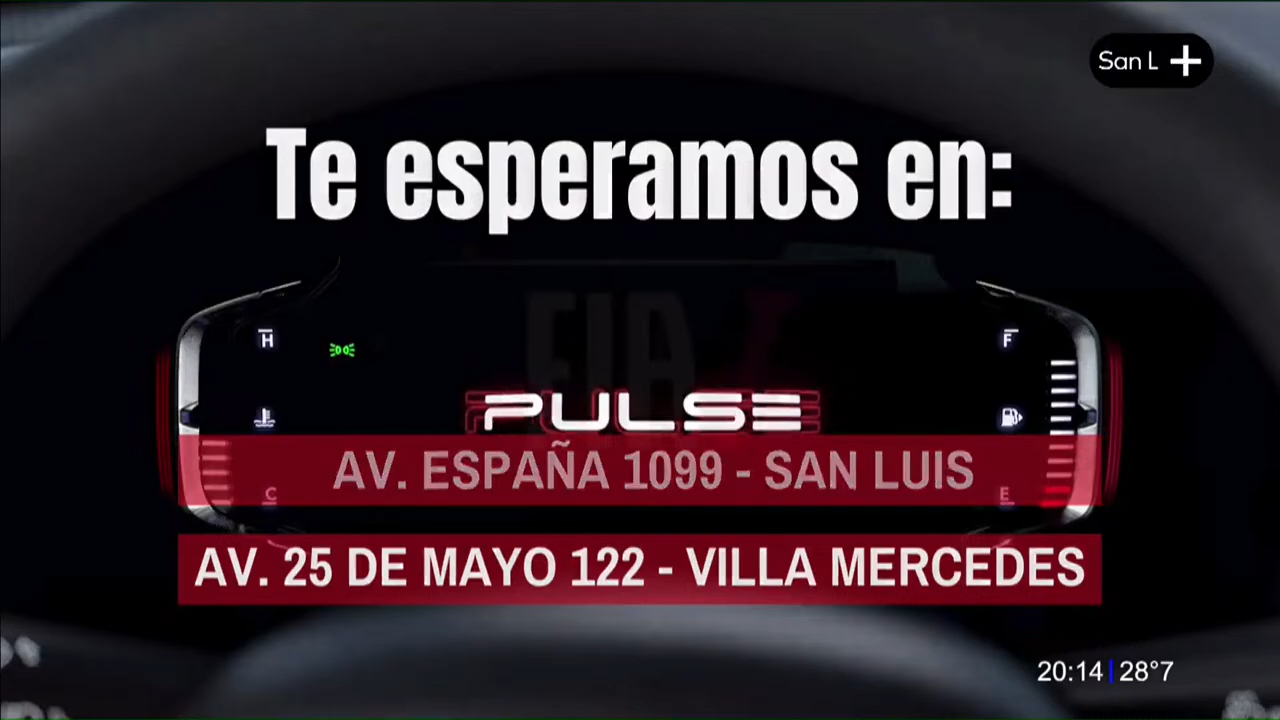 San L +
Te esperamos en:
H
F
FIA
PULSE
AV. ESPAÑA 1099 - SAN LUIS
C
E
AV. 25 DE MAYO 122 - VILLA MERCEDES
20:14 28°7